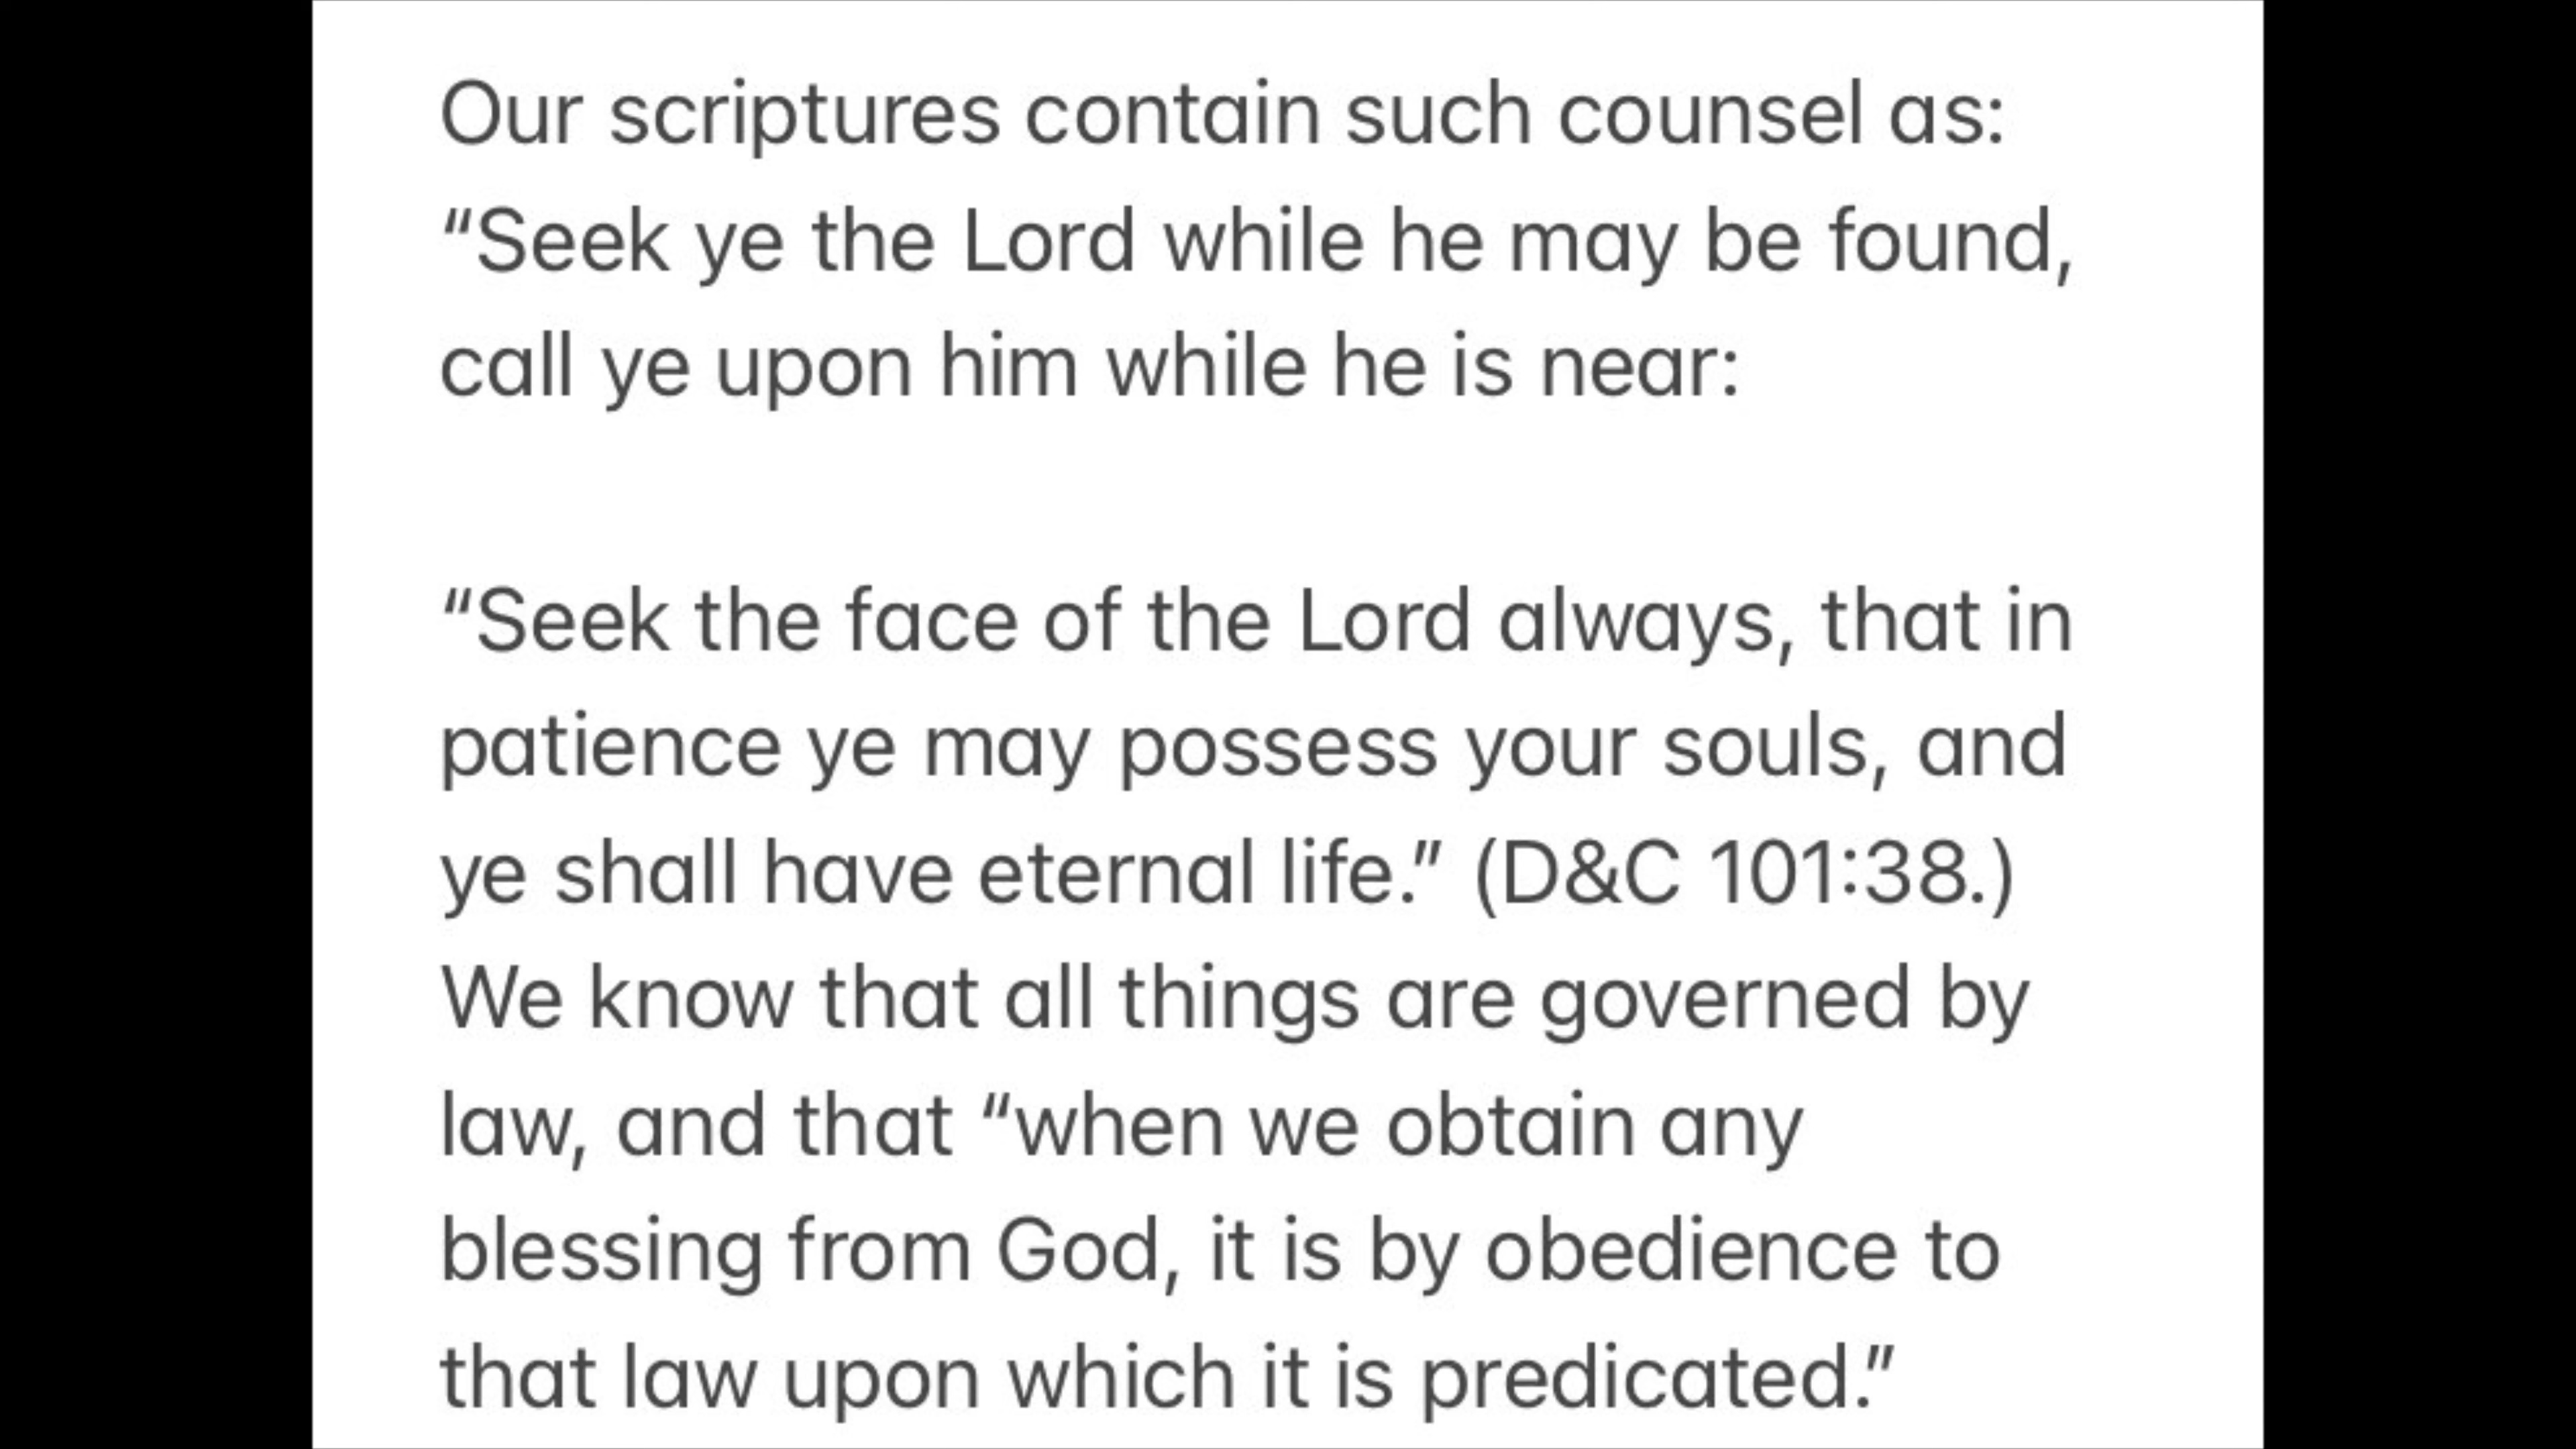 Our scriptures contain such counsel as:
“Seek ye the Lord while he may be found,
call ye upon him while he is near:
“Seek the face of the Lord always, that in
patience ye may possess your souls, and
ye shall have eternal life.” (D&C 101:38.)
We know that all things are governed by
law, and that “when we obtain any
blessing from God, it is by obedience to
that law upon which it is predicated.”